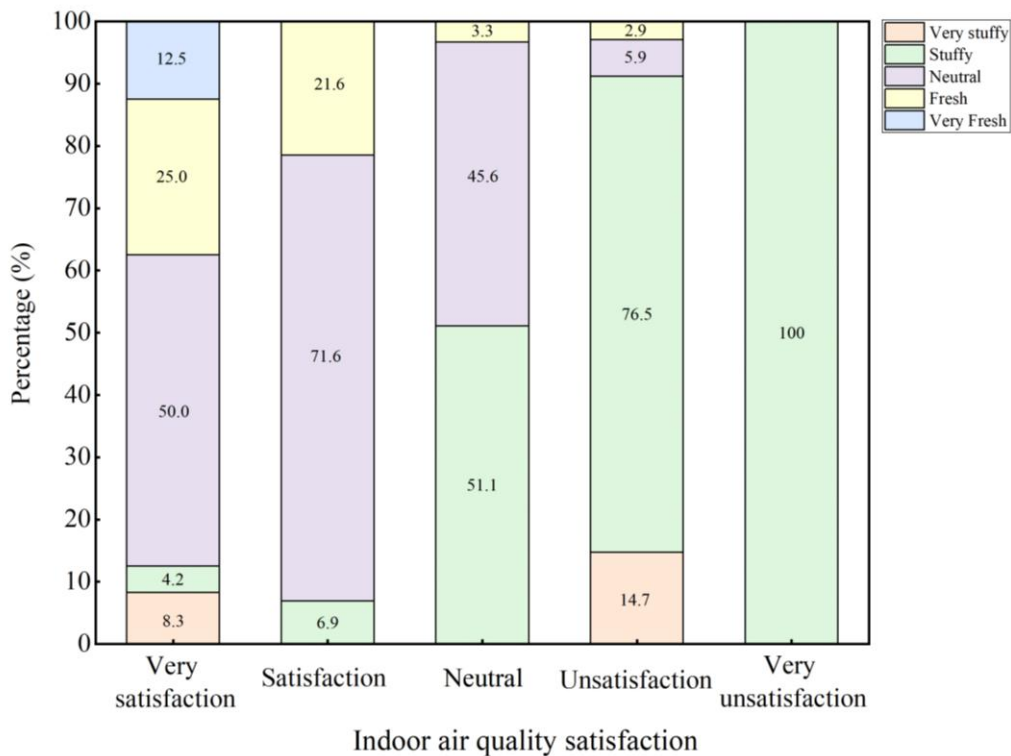 100
90
80
70
60
50
40
30
20
10
0
Percentage (%)
12.5
25.0
50.0
4.2
8.3
21.6
71.6
6.9
3.3
45.6
51.1
2.9
5.9
76.5
14.7
100
Very stuffy
Stuffy
Neutral
Fresh
Very Fresh
Very
satisfaction
Satisfaction
Neutral
Unsatisfaction
Very
unsatisfaction
Indoor air quality satisfaction